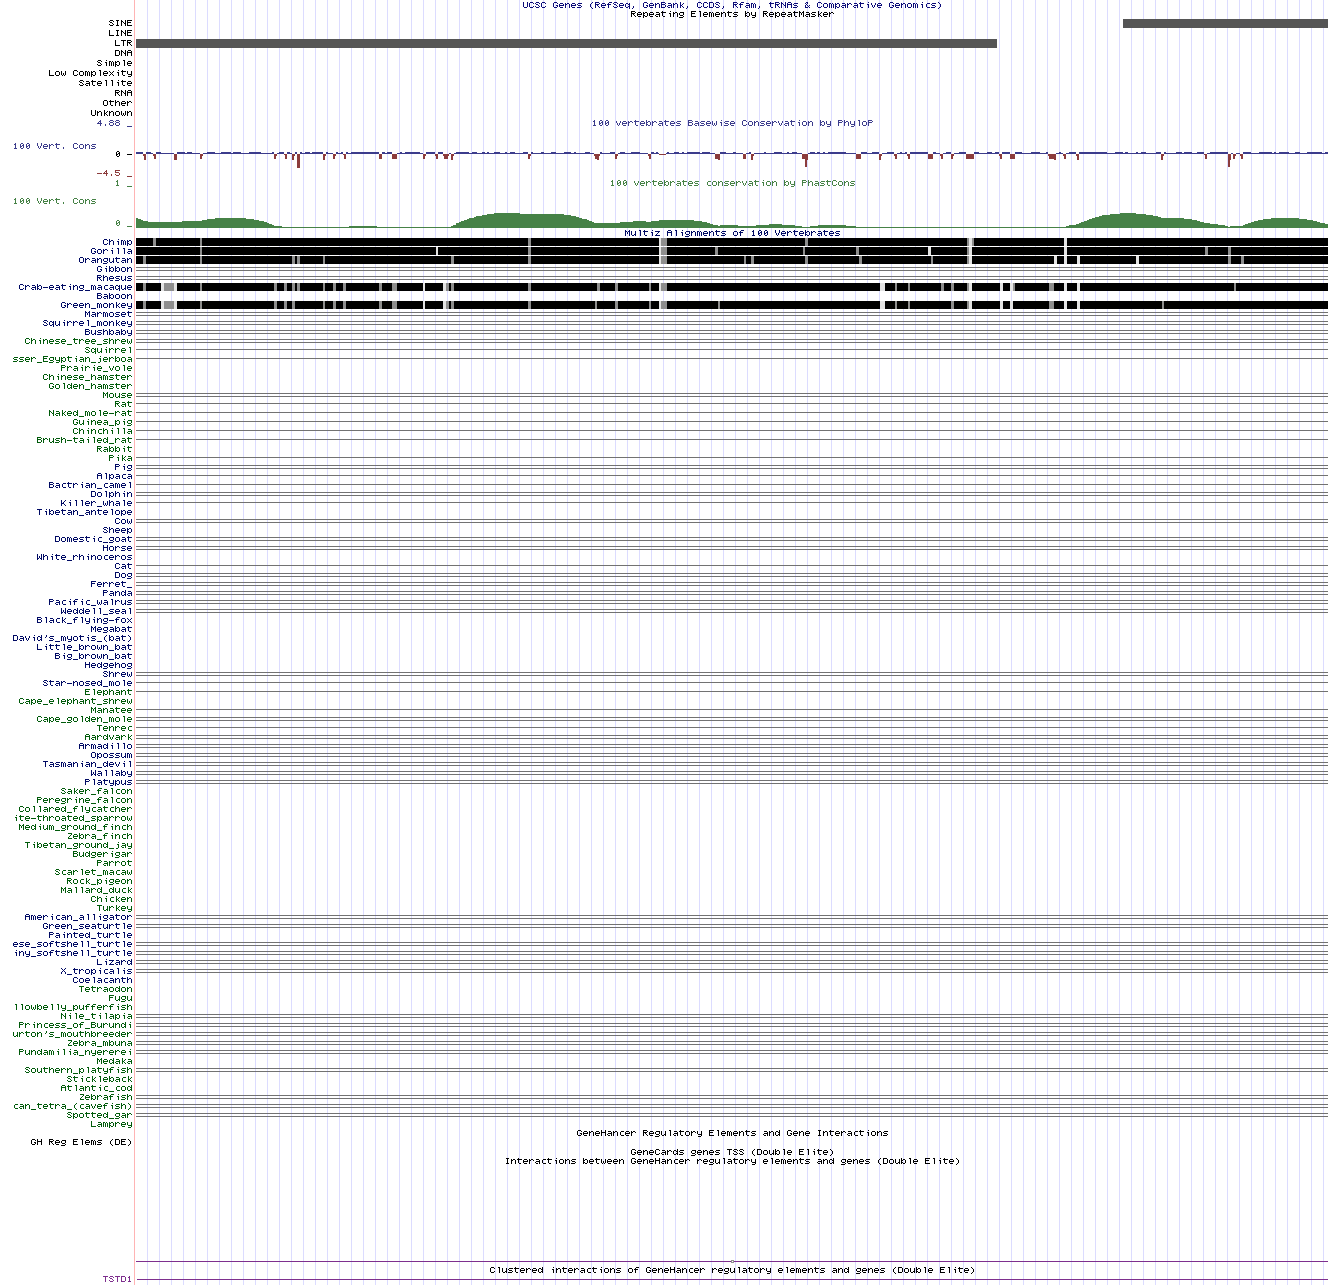 UCSC Genes (RefSeq, GenBank, CCDS, Rfam, tRNAs & Comparative Genomics)
Repeating Elements by RepeatMasker
SINE
LINE
LTR
DNA
Simple
Low Complexity
Satellite
RNA
Other
Unknown
100 vertebrates Basewise Conservation by PhyloP
4.88 _
100 Vert. Cons
0 –
-4.5 _
100 vertebrates conservation by PhastCons
1 _
100 Vert. Cons
0 _
Multiz Alignments of 100 Vertebrates
Chimp
Gorilla
Orangutan
Gibbon
Rhesus
Crab-eating_macaque
Baboon
Green_monkey
Marmoset
Squirrel_monkey
Bushbaby
Chinese_tree_shrew
Squirrel
sser_Egyptian_jerboa
Prairie_vole
Chinese_hamster
Golden_hamster
Mouse
Rat
Naked_mole-rat
Guinea_pig
Chinchilla
Brush-tailed_rat
Rabbit
Pika
Pig
Alpaca
Bactrian_camel
Dolphin
Killer_whale
Tibetan_antelope
Cow
Sheep
Domestic_goat
Horse
White_rhinoceros
Cat
Dog
Ferret_
Panda
Pacific_walrus
Weddell_seal
Black_flying-fox
Megabat
David's_myotis_(bat)
Little_brown_bat
Big_brown_bat
Hedgehog
Shrew
Star-nosed_mole
Elephant
Cape_elephant_shrew
Manatee
Cape_golden_mole
Tenrec
Aardvark
Armadillo
Opossum
Tasmanian_devil
Wallaby
Platypus
Saker_falcon
Peregrine_falcon
Collared_flycatcher
ite-throated_sparrow
Medium_ground_finch
Zebra_finch
Tibetan_ground_jay
Budgerigar
Parrot
Scarlet_macaw
Rock_pigeon
Mallard_duck
Chicken
Turkey
American_alligator
Green_seaturtle
Painted_turtle
ese_softshell_turtle
iny_softshell_turtle
Lizard
X_tropicalis
Coelacanth
Tetraodon
Fugu
llowbelly_pufferfish
Nile_tilapia
Princess_of_Burundi
urton's_mouthbreeder
Zebra_mbuna
Pundamilia_nyererei
Medaka
Southern_platyfish
Stickleback
Atlantic_cod
Zebrafish
can_tetra_(cavefish)
Spotted_gar
Lamprey
GeneHancer Regulatory Elements and Gene Interactions
GH Reg Elems (DE)
GeneCards genes TSS (Double Elite)
Interactions between GeneHancer regulatory elements and genes (Double Elite)
Clustered interactions of GeneHancer regulatory elements and genes (Double Elite)
TSTD1